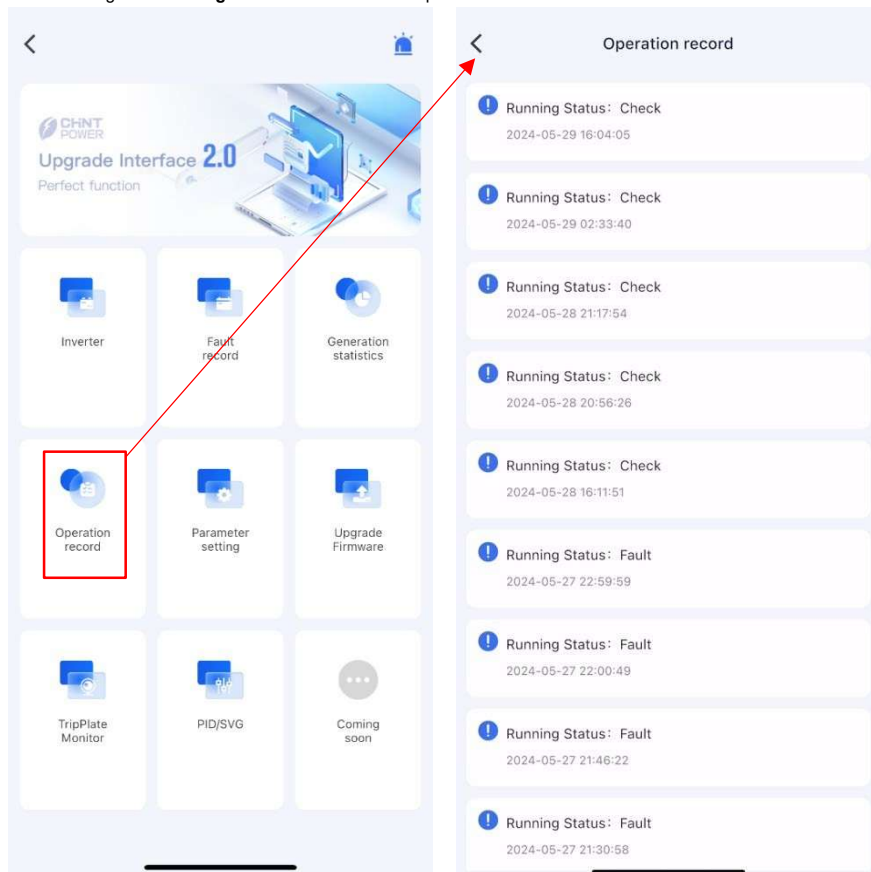 Operation record
CHNT
POWER
Upgrade Interface 2.0
Perfect function
Inverter
Fault
record
Generation
statistics
Operation
record
Parameter
setting
Upgrade
Firmware
TripPlate
Monitor
PID/SVG
Coming
soon
Running Status: Check
2024-05-29 16:04:05
Running Status: Check
2024-05-29 02:33:40
Running Status: Check
2024-05-28 21:17:54
Running Status: Check
2024-05-28 20:56:26
Running Status: Check
2024-05-28 16:11:51
Running Status: Fault
2024-05-27 22:59:59
Running Status: Fault
2024-05-27 22:00:49
Running Status: Fault
2024-05-27 21:46:22
Running Status: Fault
2024-05-27 21:30:58